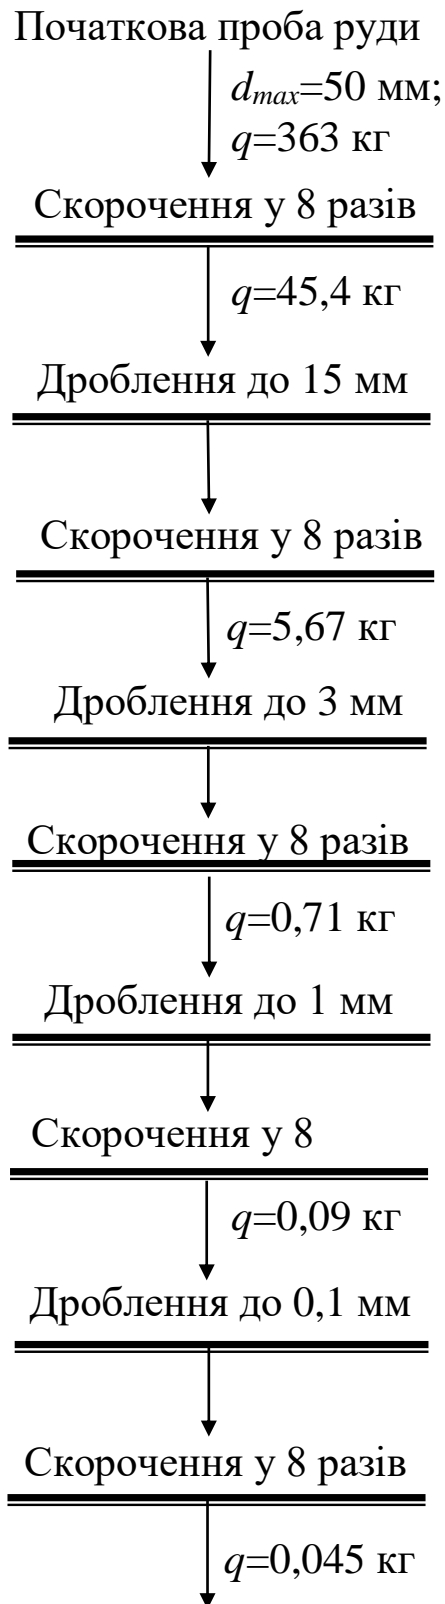 Початкова проба руди
dmax=50 мм;
q=363 кг
Скорочення у 8 разів
q=45,4 кг
Дроблення до 15 мм
Скорочення у 8 разів
q=5,67 кг
Дроблення до 3 мм
Скорочення у 8 разів
q=0,71 кг
Дроблення до 1 мм
Скорочення у 8
q=0,09 кг
Дроблення до 0,1 мм
Скорочення у 8 разів
q=0,045 кг